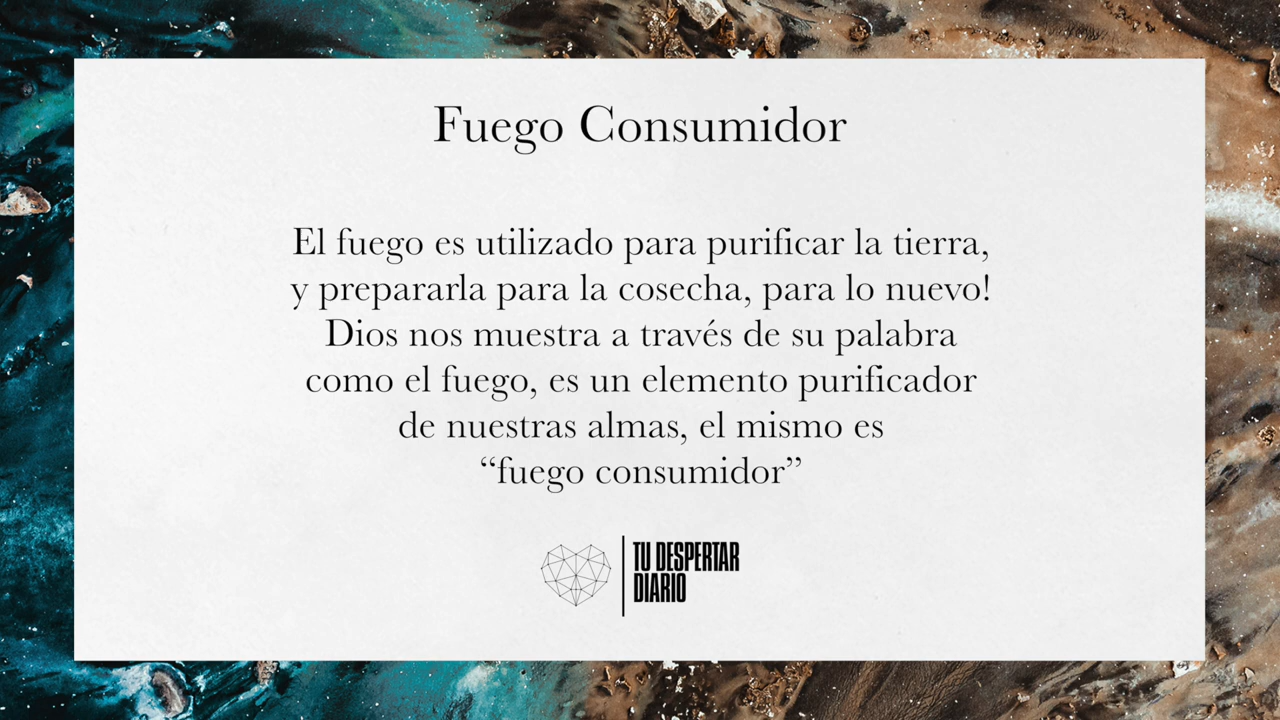 Fuego Consumidor
El fuego es utilizado para purificar la tierra,
y prepararla para la cosecha, para lo nuevo!
Dios nos muestra a través de su palabra
como el fuego, es un elemento purificador
de nuestras almas, el mismo es
“fuego consumidor”
TU DESPERTAR
DIARIO